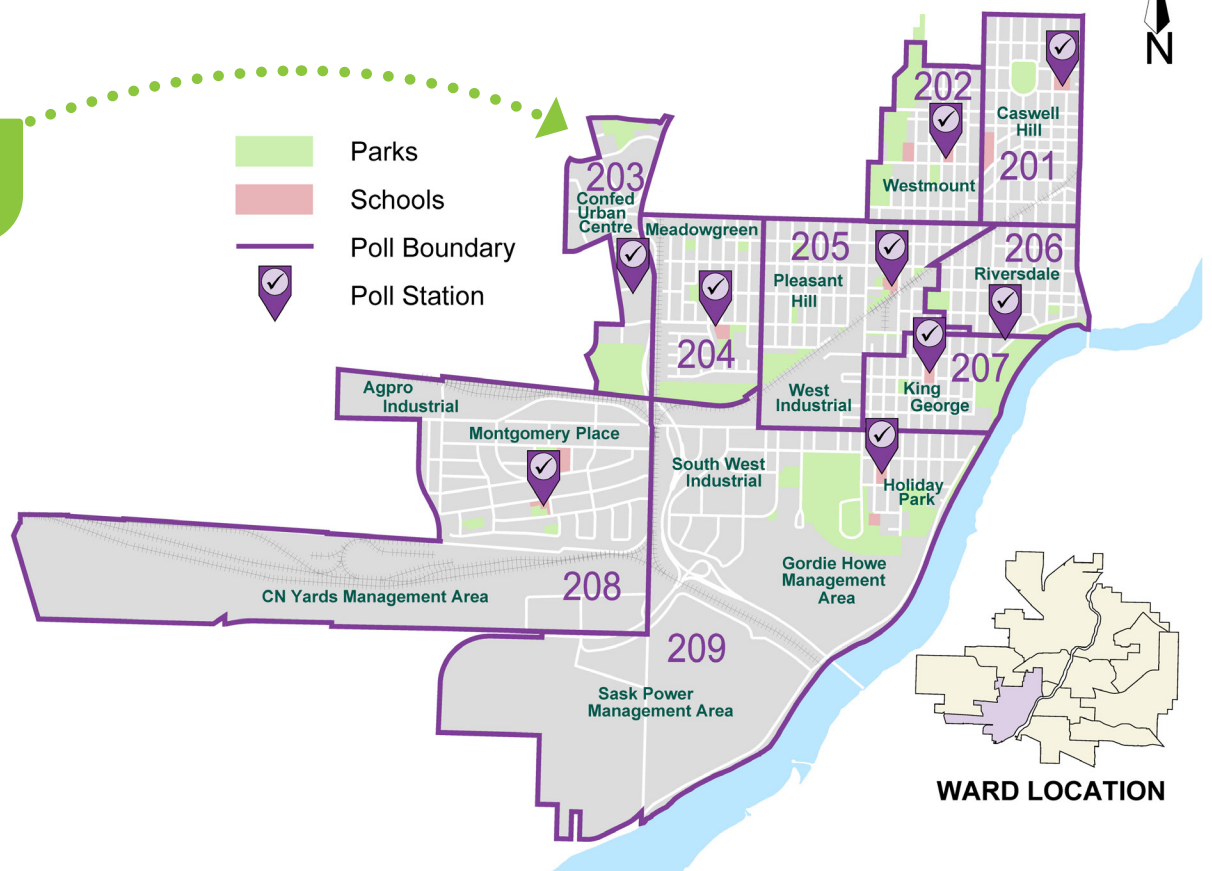 N
Parks
Schools
Poll Boundary
Poll Station
202
Westmount
Caswell
Hill
201
203
Confed
Urban
Centre
Meadowgreen
204
205
Pleasant
Hill
206
Riversdale
207
King
George
West
Industrial
Agpro
Industrial
Montgomery Place
South West
Industrial
Holiday
Park
Gordie Howe
Management
Area
CN Yards Management Area
208
209
Sask Power
Management Area
WARD LOCATION